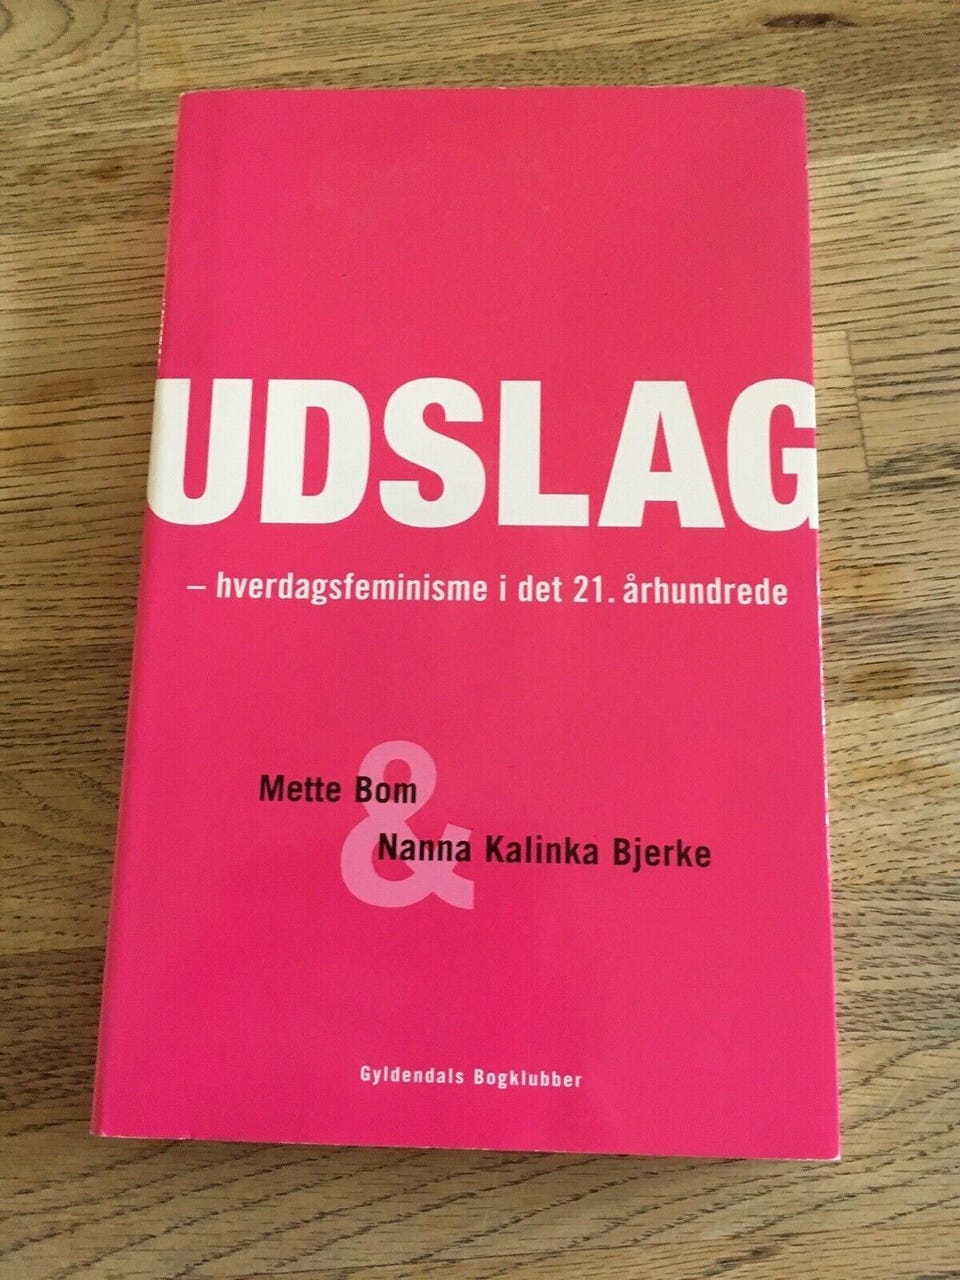 UDSLAG
– hverdagsfeminisme i det 21. århundrede
Mette Bom
&
Nanna Kalinka Bjerke
Gyldendals Bogklubber